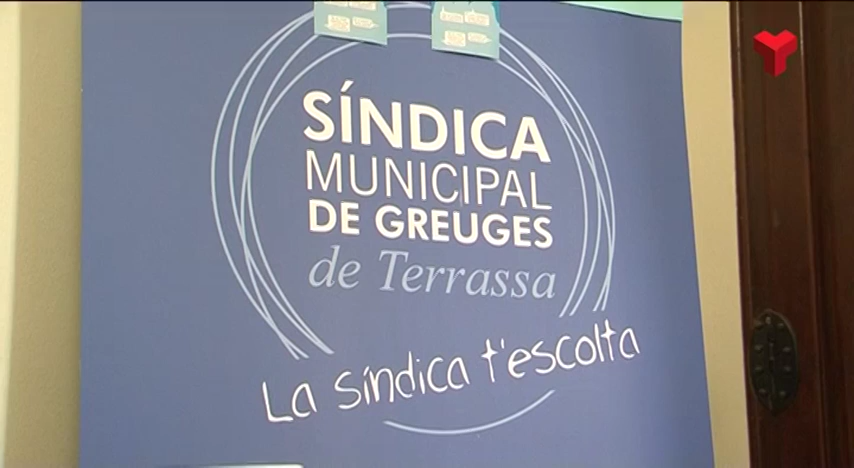 SÍNDICA
MUNICIPAL
DE GREUGES
de Terrassa
La síndica t'escolta